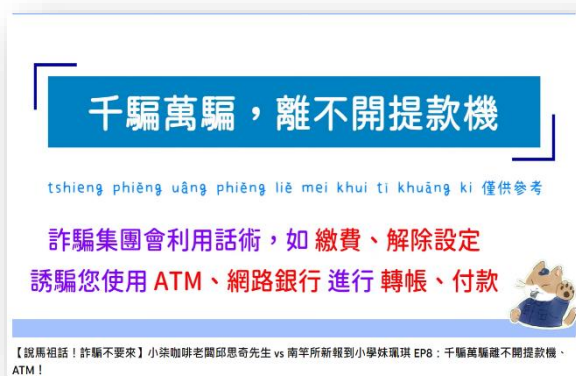 千騙萬騙，離不開提款機
tshieng phiēng uâng phiēng liē mei khui ti khuāng ki 僅供參考
詐騙集團會利用話術，如 繳費、解除設定
誘騙您使用 ATM、網路銀行 進行 轉帳、付款
【說馬祖話！詐騙不要來】小柒咖啡老闆邱思奇先生 vs 南竿所新報到小學妹珮琪 EP8：千騙萬騙離不開提款機、
ATM！